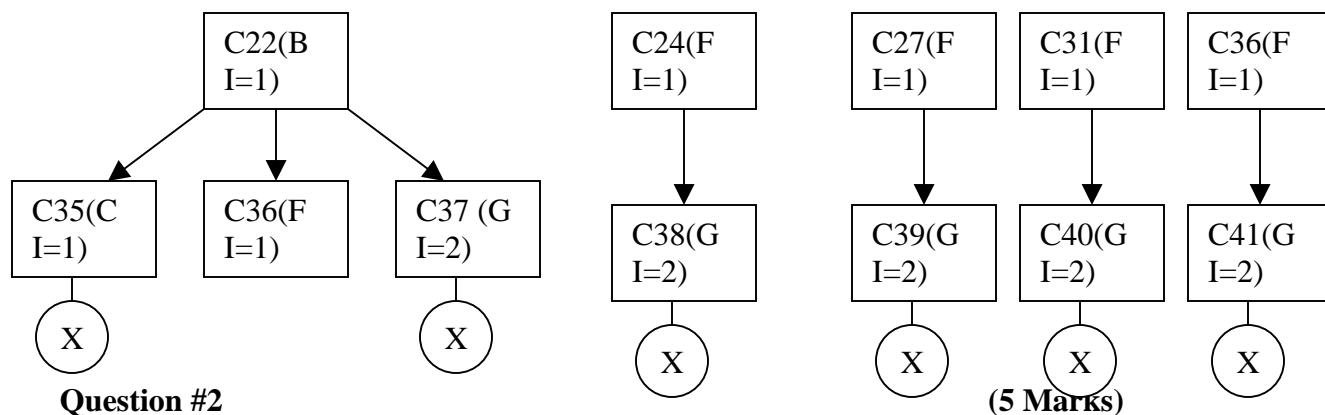 C22(B
I=1)
C24(F
I=1)
C27(F
I=1)
C31(F
I=1)
C36(F
I=1)
C35(C
I=1)
C36(F
I=1)
C37 (G
I=2)
C38(G
I=2)
C39(G
I=2)
C40(G
I=2)
C41(G
I=2)
X
X
X
X
X
X
Question #2 (5 Marks)